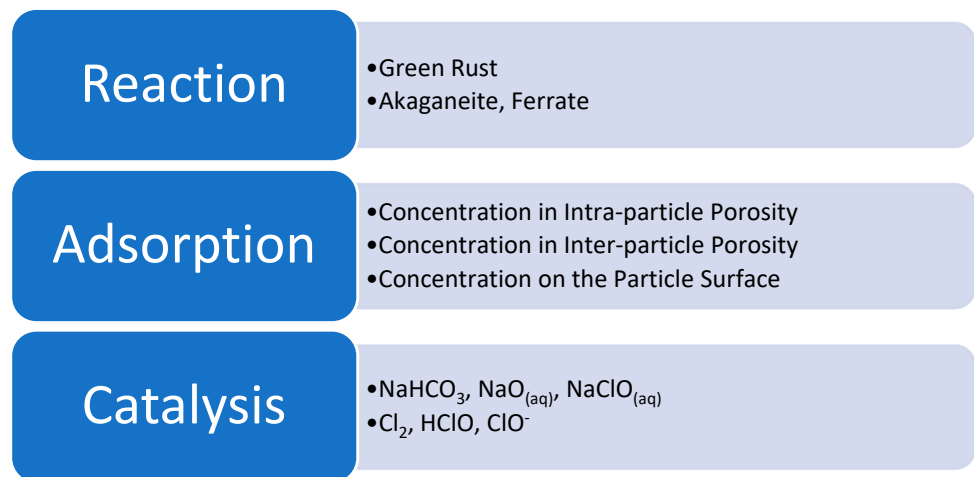 Reaction
•Green Rust
•Akaganeite, Ferrate
Adsorption
•Concentration in Intra-particle Porosity
•Concentration in Inter-particle Porosity
•Concentration on the Particle Surface
Catalysis
•NaHCO₃, NaO₍aq₎, NaClO₍aq₎
•Cl₂, HClO, ClO⁻